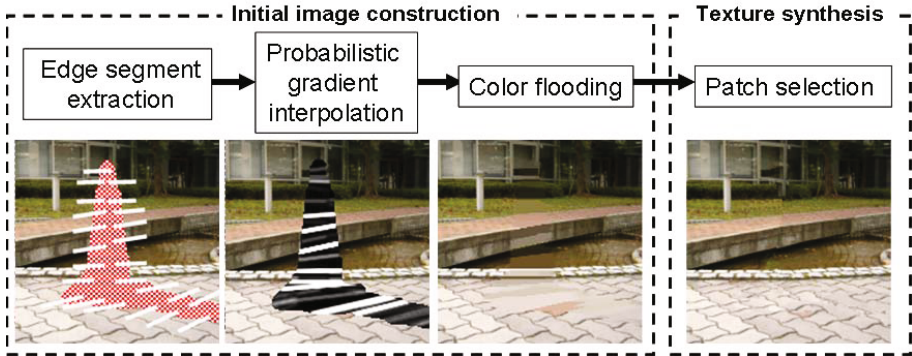 Initial image construction
Texture synthesis
Edge segment
extraction
Probabilistic
gradient
interpolation
Color flooding
Patch selection